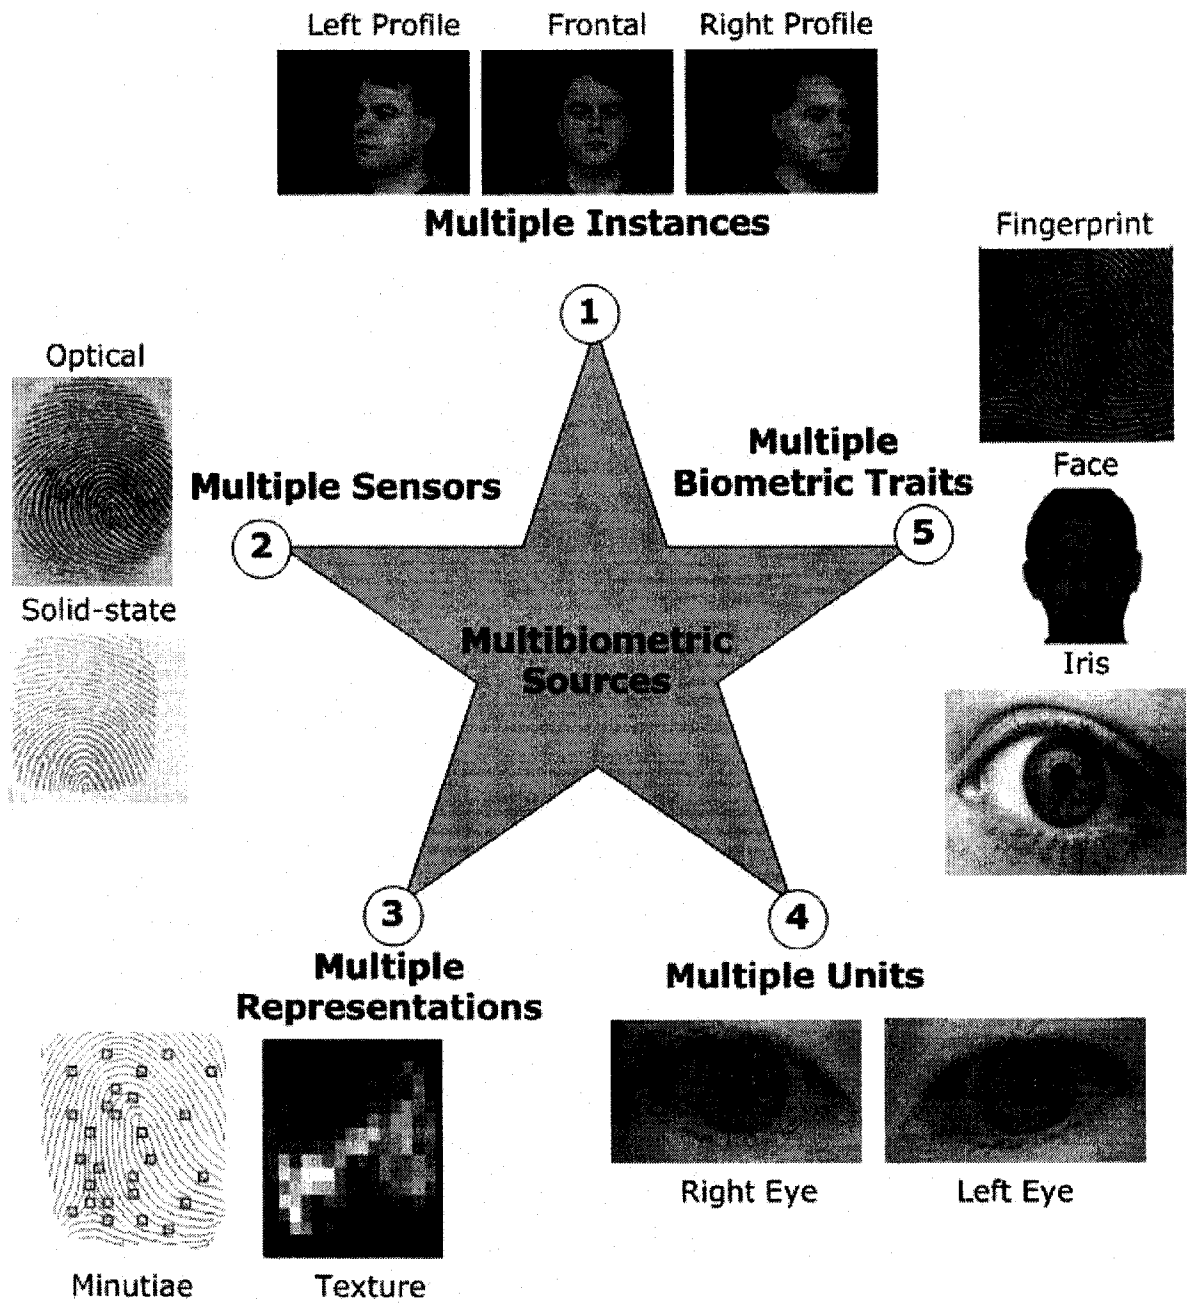 Left Profile
Frontal
Right Profile
Multiple Instances
Fingerprint
1
Optical
Multiple
Biometric Traits
Face
Multiple Sensors
5
2
Solid-state
Multibiometric
Sources
Iris
3
4
Multiple
Representations
Multiple Units
Right Eye
Left Eye
Minutiae
Texture